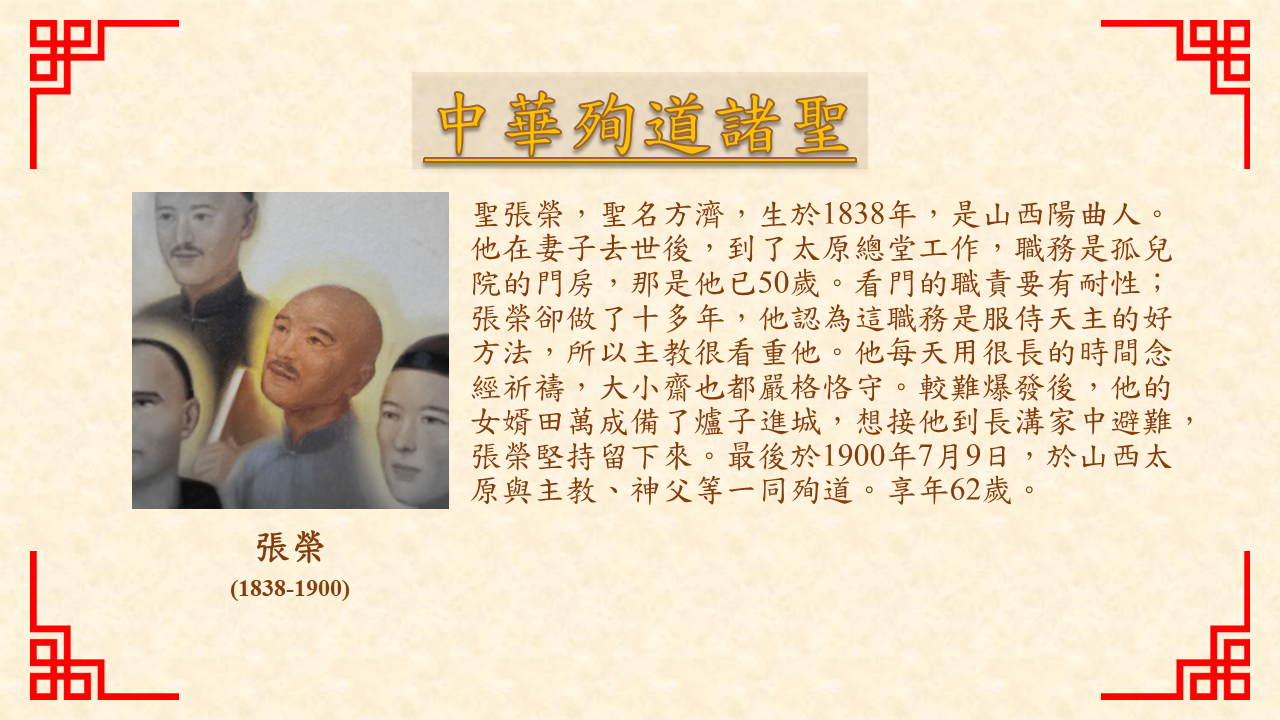 中華殉道諸聖
聖張榮，聖名方濟，生於1838年，是山西陽曲人。
他在妻子去世後，到了太原總堂工作，職務是孤兒
院的門房，那是他已50歲。看門的職責要有耐性；
張榮卻做了十多年，他認為這職務是服侍天主的好
方法，所以主教很看重他。他每天用很長的時間念
經祈禱，大小齋也都嚴格恪守。較難爆發後，他的
女婿田萬成備了爐子進城，想接他到長溝家中避難，
張榮堅持留下來。最後於1900年7月9日，於山西太
原與主教、神父等一同殉道。享年62歲。
張榮
(1838-1900)